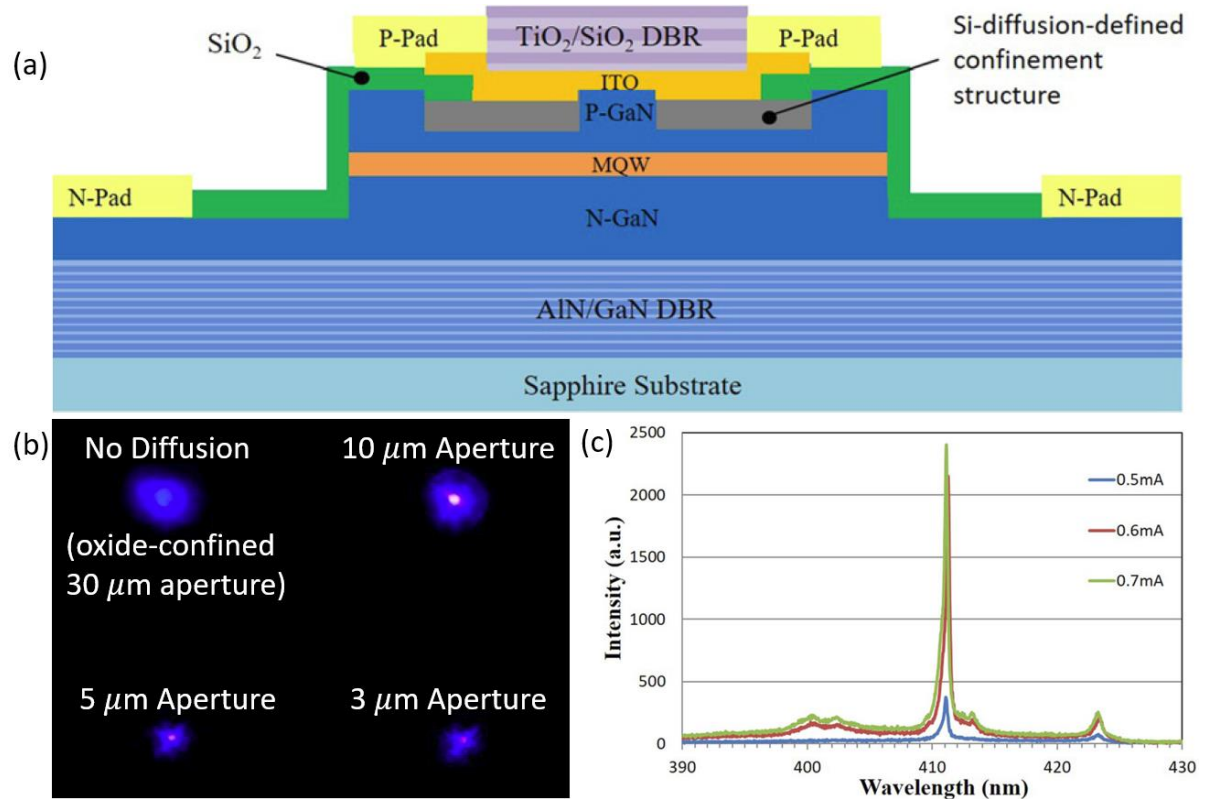 (a)
SiO₂
P-Pad
TiO₂/SiO₂ DBR
P-Pad
Si-diffusion-defined
confinement
structure
ITO
P-GaN
MQW
N-Pad
N-GaN
N-Pad
AlN/GaN DBR
Sapphire Substrate
(b)
No Diffusion
(oxide-confined
30 μm aperture)
10 μm Aperture
5 μm Aperture
3 μm Aperture
(c)
Intensity (a.u.)
2500
2000
1500
1000
500
0
0.5mA
0.6mA
0.7mA
390
400
410
420
430
Wavelength (nm)